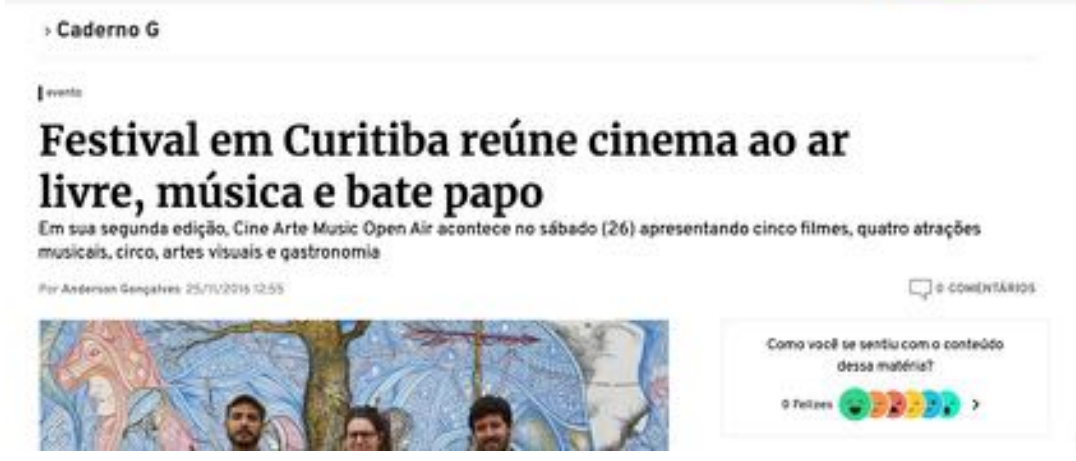 › Caderno G
evento
Festival em Curitiba reúne cinema ao ar
livre, música e bate papo
Em sua segunda edição, Cine Arte Music Open Air acontece no sábado (26) apresentando cinco filmes, quatro atrações
musicais, circo, artes visuais e gastronomia
Por Anderson Gonçalves 25/11/2016 12:55
0 COMENTÁRIOS
Como você se sentiu com o conteúdo
dessa matéria?
0 Felizes ›